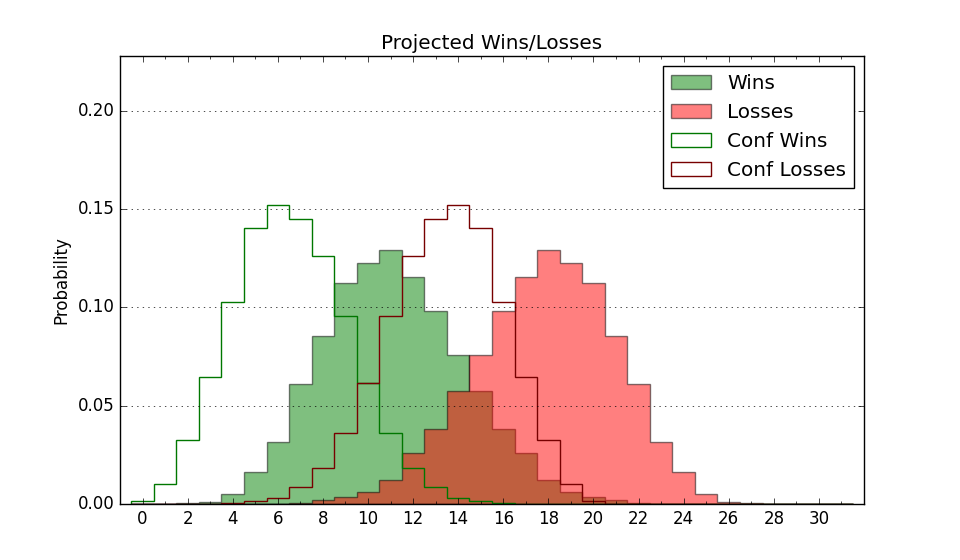 Projected Wins/Losses
Wins
Losses
Conf Wins
Conf Losses
Probability
0.20
0.15
0.10
0.05
0.00
0 2 4 6 8 10 12 14 16 18 20 22 24 26 28 30